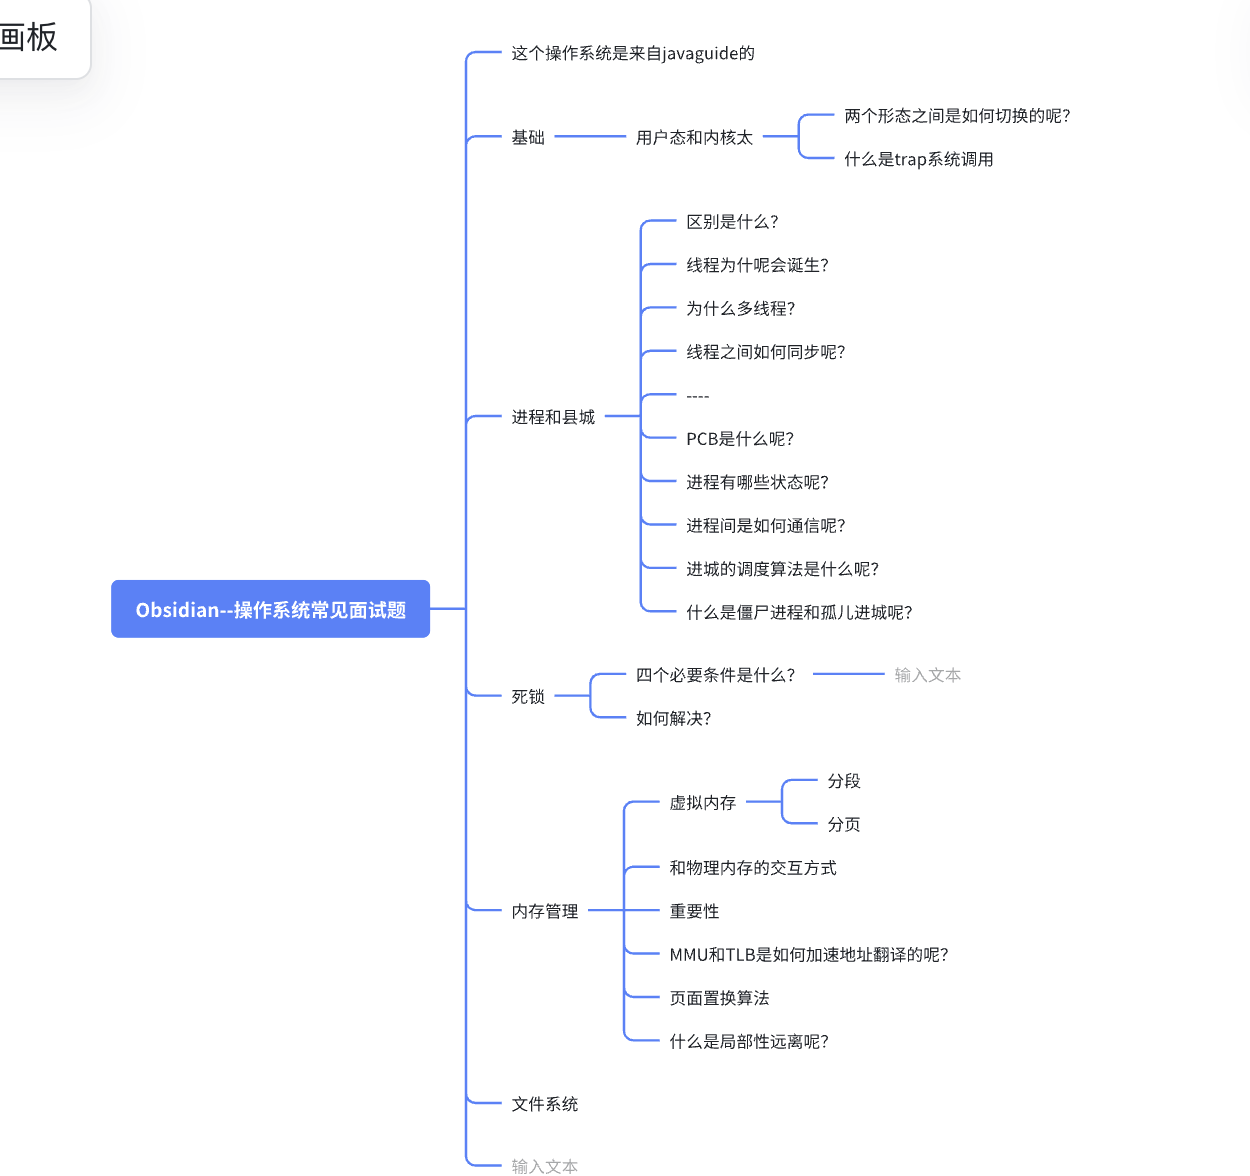 画板
这个操作系统是来自javaguide的
基础
用户态和内核太
两个形态之间是如何切换的呢？
什么是trap系统调用
进程和县城
区别是什么？
线程为什呢会诞生？
为什么多线程？
线程之间如何同步呢？
----
PCB是什么呢？
进程有哪些状态呢？
进程间是如何通信呢？
进城的调度算法是什么呢？
什么是僵尸进程和孤儿进城呢？
Obsidian--操作系统常见面试题
死锁
四个必要条件是什么？
输入文本
如何解决？
内存管理
虚拟内存
分段
分页
和物理内存的交互方式
重要性
MMU和TLB是如何加速地址翻译的呢？
页面置换算法
什么是局部性远离呢？
文件系统
输入文本